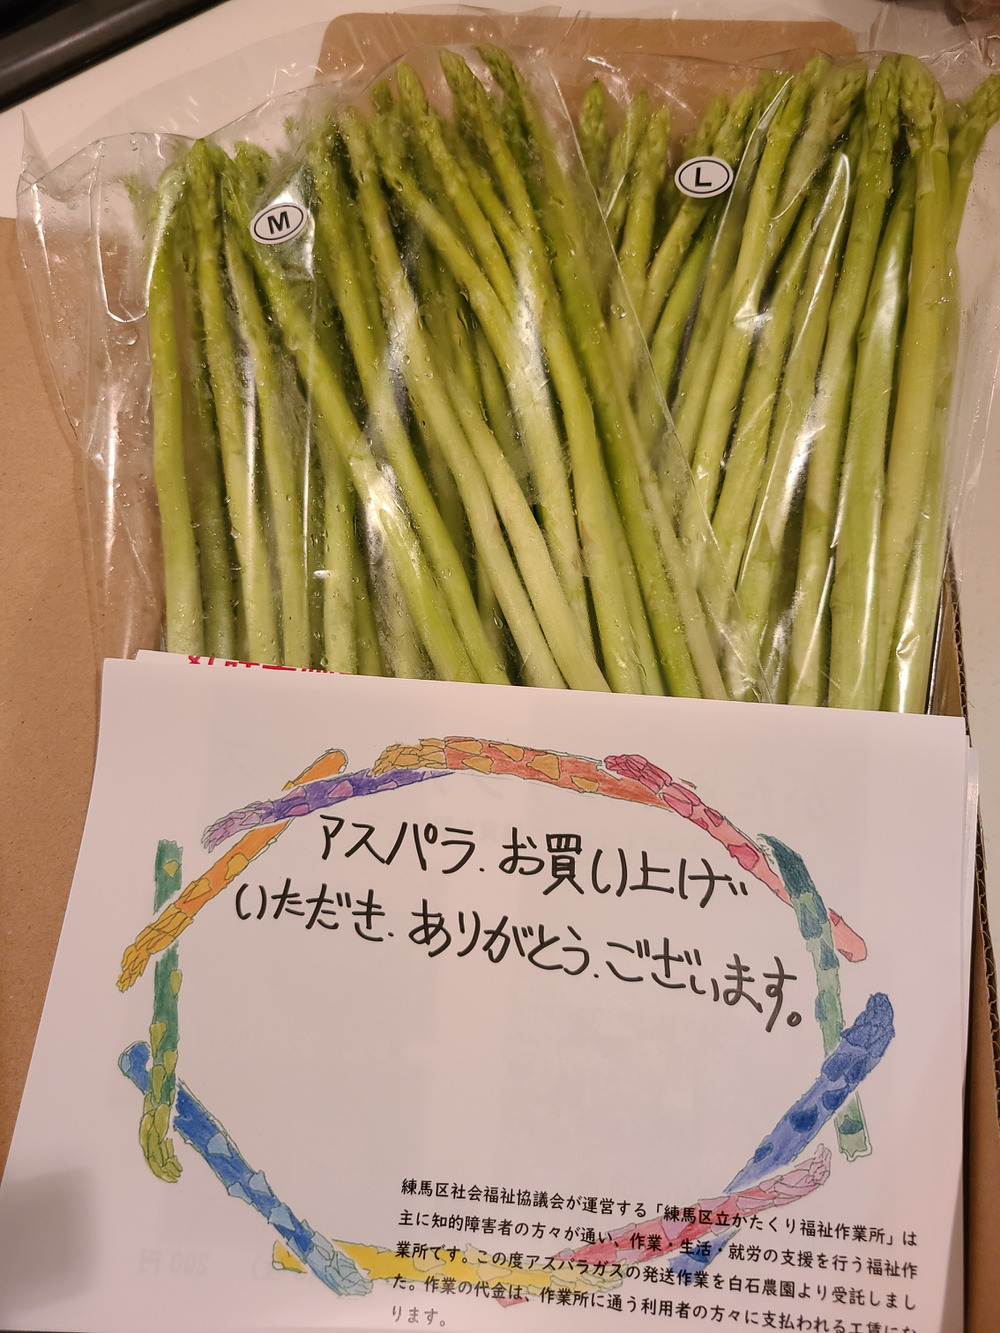 M
L
アスパラ、お買い上げ
いただき、ありがとう、ございます。
練馬区社会福祉協議会が運営する「練馬区立かたくり福祉作業所」は
主に知的障害者の方々が通い、作業・生活・就労の支援を行う福祉作
業所です。この度アスパラガスの発送作業を白石農園より受託しまし
た。作業の代金は、作業所に通う利用者の方々に支払われる工賃にな
ります。